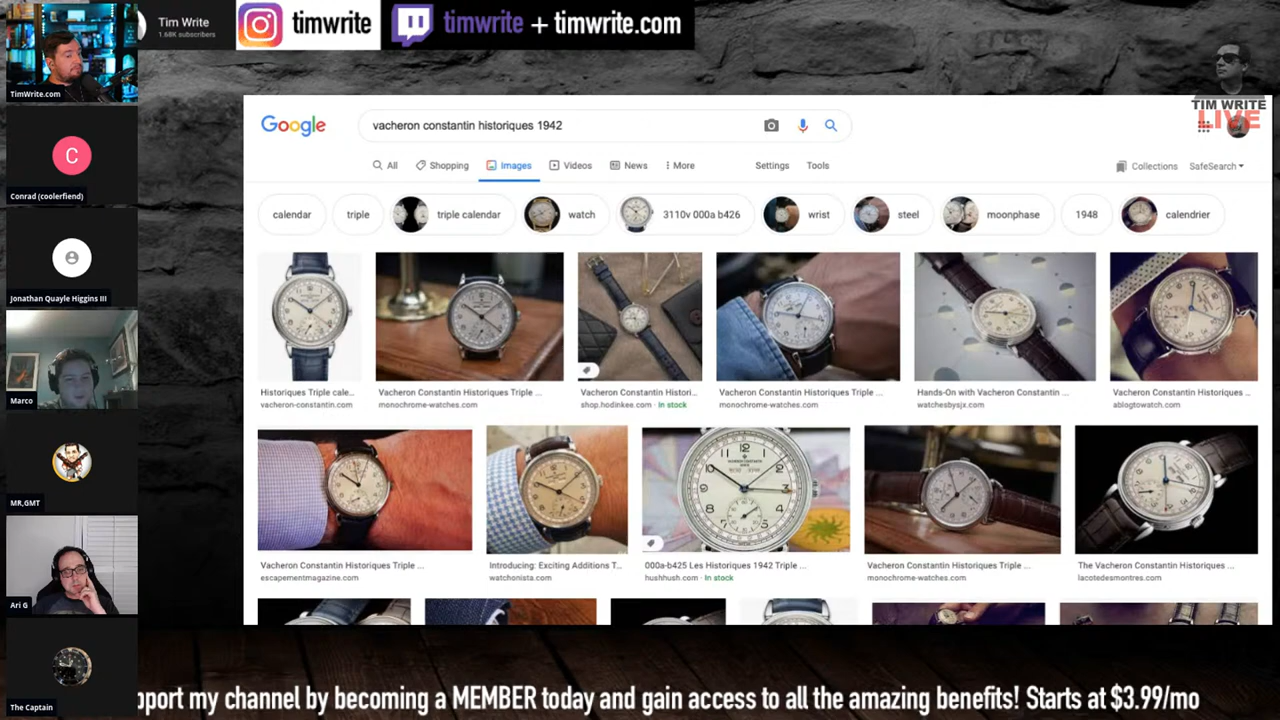 Tim Write
1.68K subscribers
timwrite
timwrite + timwrite.com
TimWrite.com
TIM WRITE
LIVE
Google
vacheron constantin historiques 1942
All
Shopping
Images
Videos
News
More
Settings
Tools
Collections
SafeSearch
calendar
triple
triple calendar
watch
3110v 000a b426
wrist
steel
moonphase
1948
calendrier
C
Conrad (coolerfiend)
Jonathan Quayle Higgins III
Marco
MR,GMT
Ari G
The Captain
Historiques Triple cale...
vacheron-constantin.com
Vacheron Constantin Historiques Triple ...
monochrome-watches.com
Vacheron Constantin Histori...
shop.hodinkee.com · In stock
Vacheron Constantin Historiques Triple ...
monochrome-watches.com
Hands-On with Vacheron Constantin ...
watchesbysjx.com
Vacheron Constantin Historiques ...
ablogtowatch.com
Vacheron Constantin Historiques Triple ...
escapementmagazine.com
Introducing: Exciting Additions T...
watchonista.com
000a-b425 Les Historiques 1942 Triple ...
hushhush.com · In stock
Vacheron Constantin Historiques Triple ...
monochrome-watches.com
The Vacheron Constantin Historiques ...
lacotedesmontres.com
pport my channel by becoming a MEMBER today and gain access to all the amazing benefits! Starts at $3.99/mo